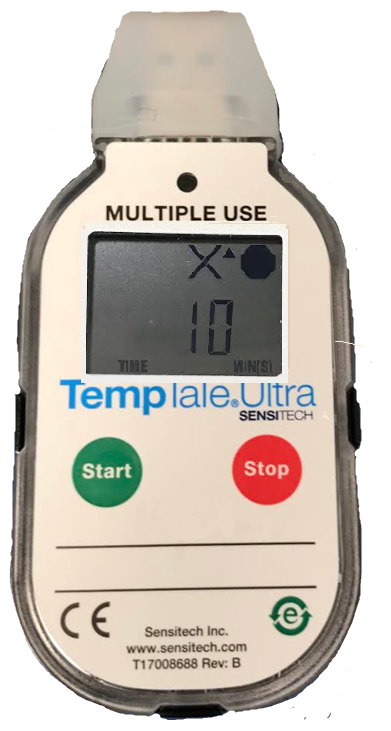 MULTIPLE USE
X
10
TIME MIN(S)
TempTale® Ultra
SENSITECH
Start Stop
CE e
Sensitech Inc.
www.sensitech.com
T17008688 Rev: B